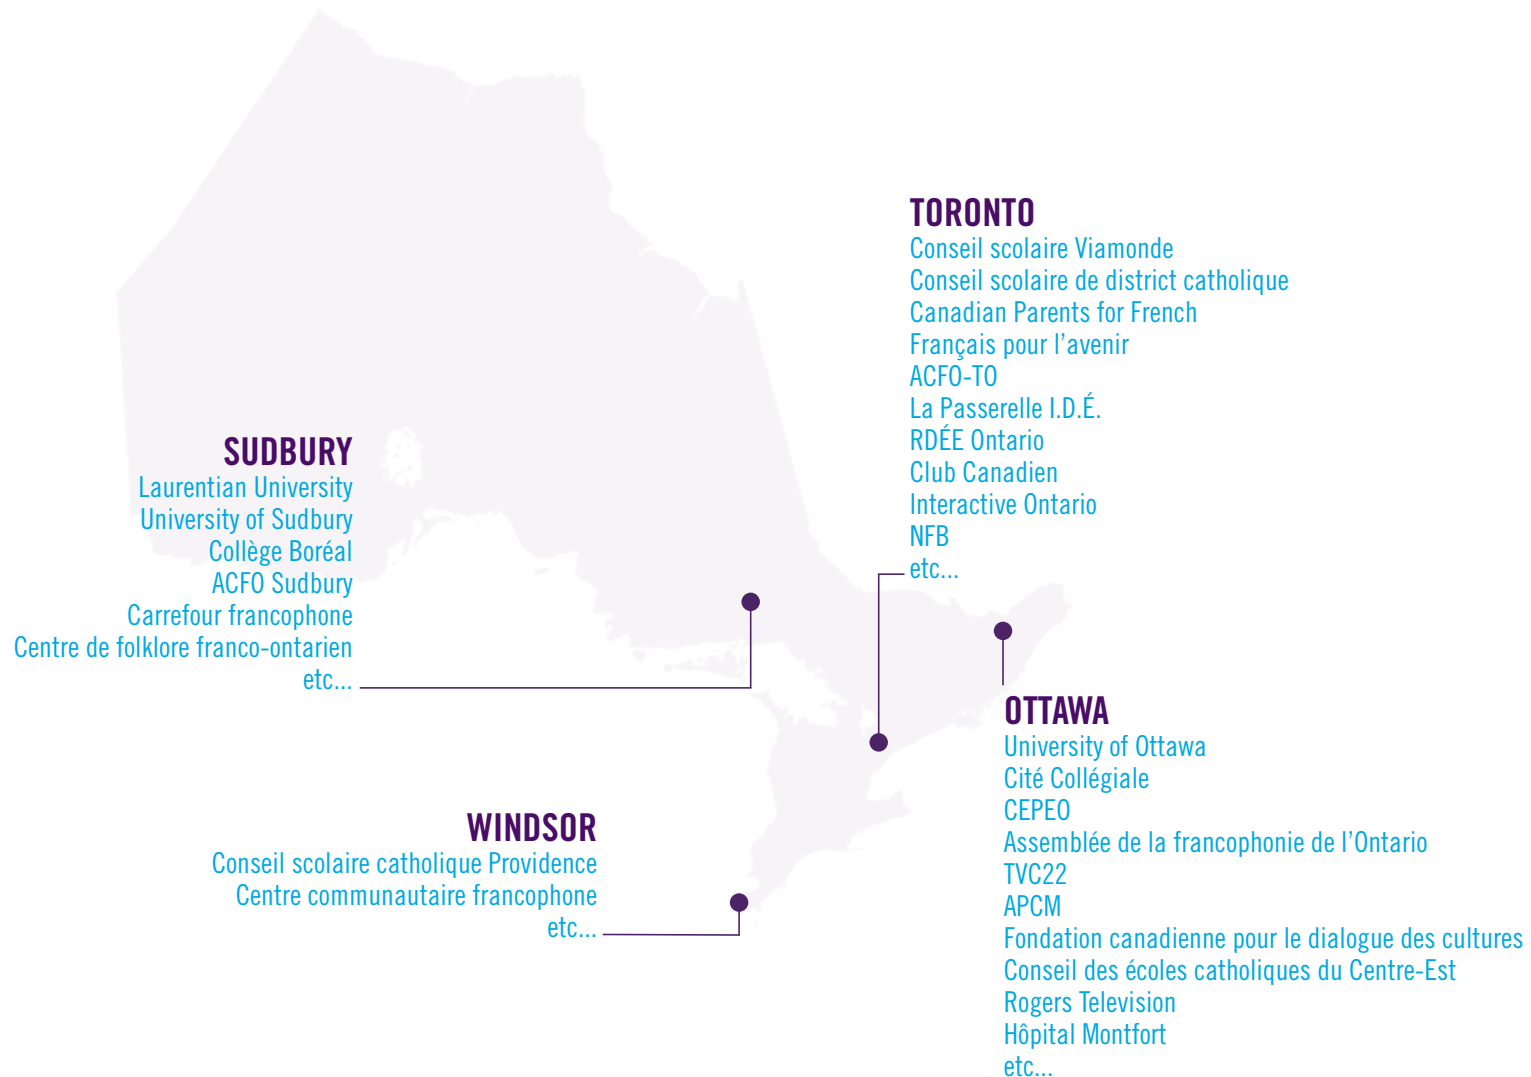 TORONTO
Conseil scolaire Viamonde
Conseil scolaire de district catholique
Canadian Parents for French
Français pour l'avenir
ACFO-TO
La Passerelle I.D.É.
RDÉE Ontario
Club Canadien
Interactive Ontario
NFB
etc...
SUDBURY
Laurentian University
University of Sudbury
Collège Boréal
ACFO Sudbury
Carrefour francophone
Centre de folklore franco-ontarien
etc...
OTTAWA
University of Ottawa
Cité Collégiale
CEPEO
Assemblée de la francophonie de l'Ontario
TVC22
APCM
Fondation canadienne pour le dialogue des cultures
Conseil des écoles catholiques du Centre-Est
Rogers Television
Hôpital Montfort
etc...
WINDSOR
Conseil scolaire catholique Providence
Centre communautaire francophone
etc...